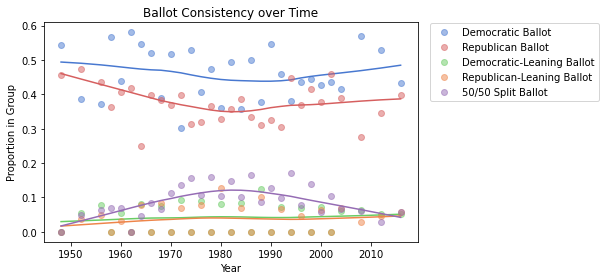 Ballot Consistency over Time
Proportion in Group
0.6
0.5
0.4
0.3
0.2
0.1
0.0
1950 1960 1970 1980 1990 2000 2010
Year
Democratic Ballot
Republican Ballot
Democratic-Leaning Ballot
Republican-Leaning Ballot
50/50 Split Ballot